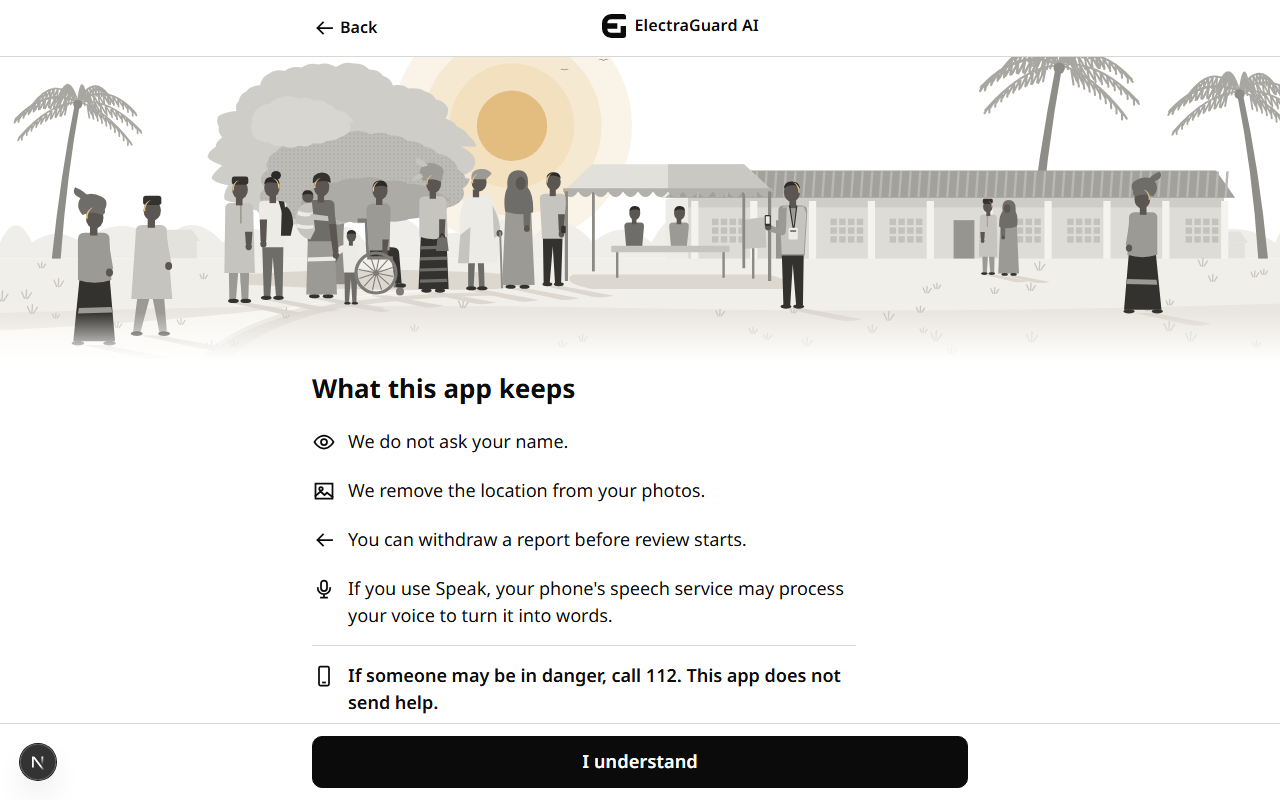 Back
ElectraGuard AI
What this app keeps
We do not ask your name.
We remove the location from your photos.
You can withdraw a report before review starts.
If you use Speak, your phone's speech service may process
your voice to turn it into words.
If someone may be in danger, call 112. This app does not
send help.
I understand
N